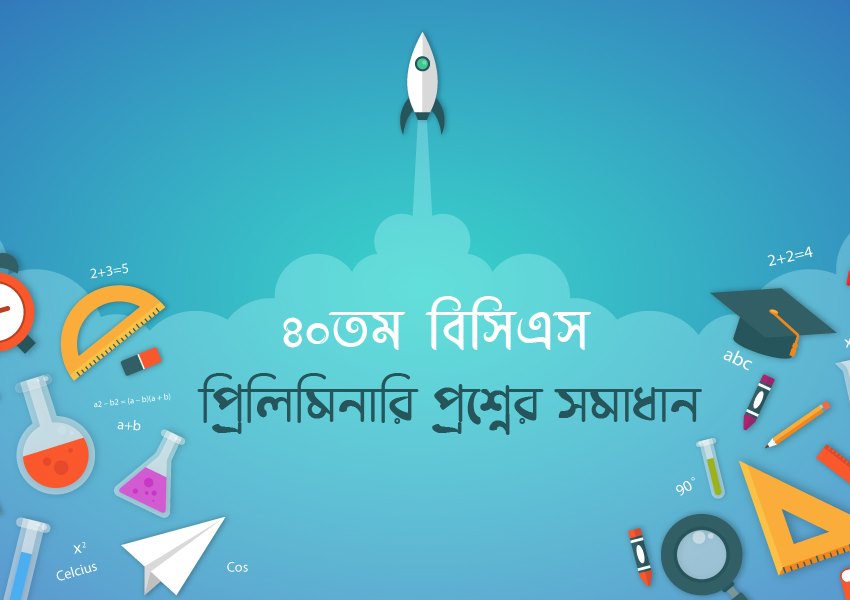 2+3=5
2+2=4
৪০তম বিসিএস
abc
a2 – b2 = (a – b)(a + b)
প্রিলিমিনারি প্রশ্নের সমাধান
a+b
90°
x²
Celcius
Cos